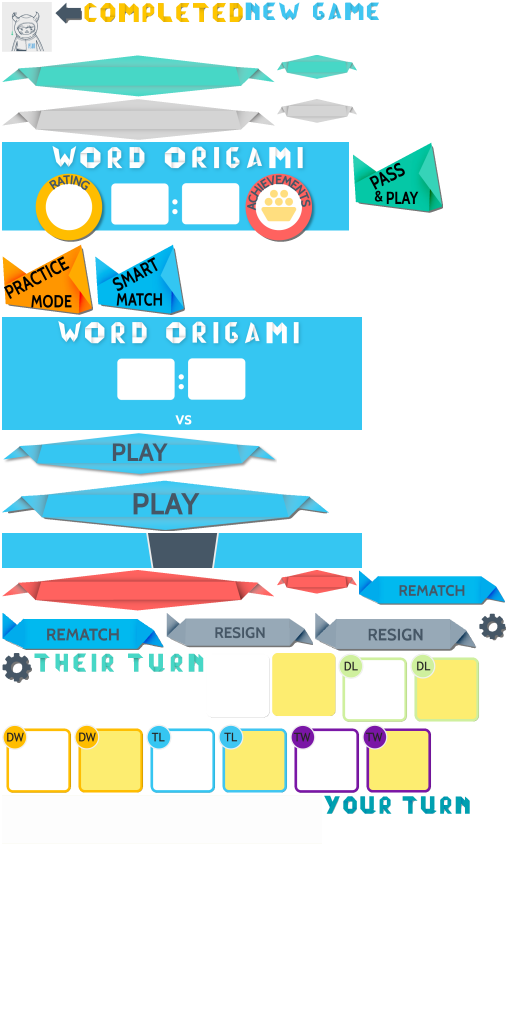 COMPLETED NEW GAME
WORD ORIGAMI
RATING
ACHIEVEMENTS
PASS
& PLAY
PRACTICE
MODE
SMART
MATCH
WORD ORIGAMI
VS
PLAY
PLAY
REMATCH
REMATCH
RESIGN
RESIGN
THEIR TURN
DL
DL
DW
DW
TL
TL
TW
TW
YOUR TURN